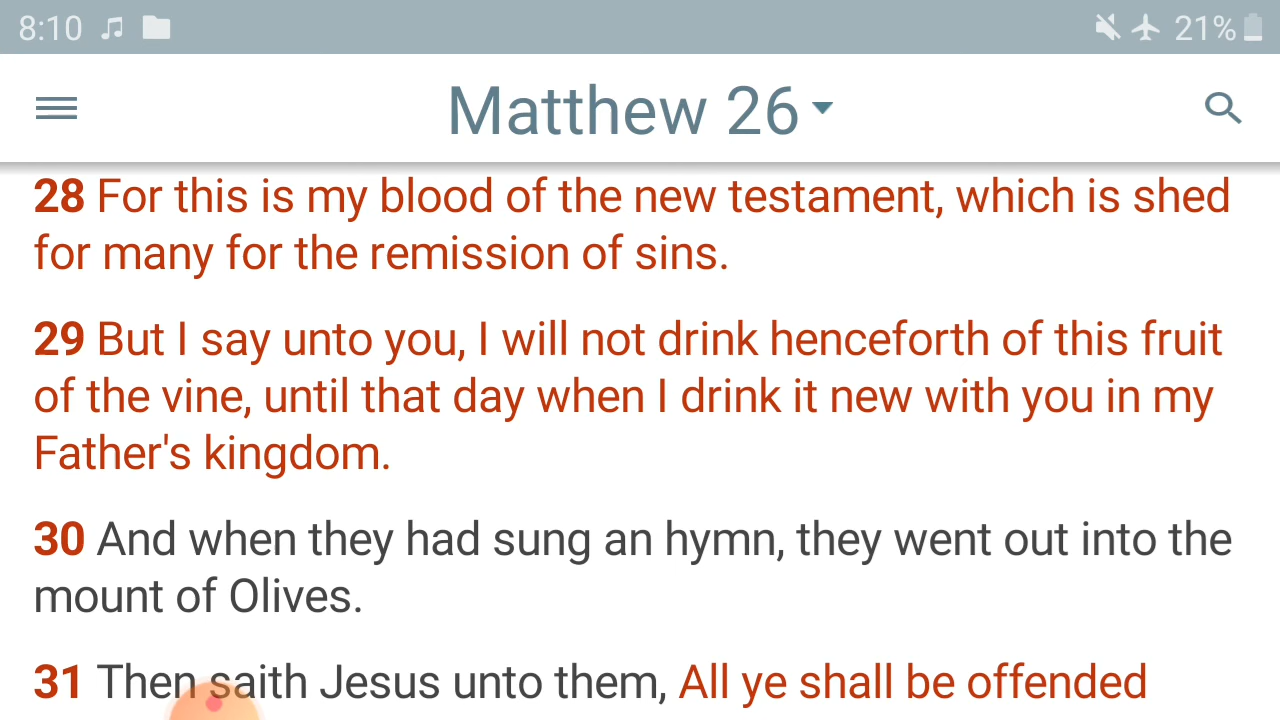 8:10 21%
Matthew 26
28 For this is my blood of the new testament, which is shed
for many for the remission of sins.
29 But I say unto you, I will not drink henceforth of this fruit
of the vine, until that day when I drink it new with you in my
Father's kingdom.
30 And when they had sung an hymn, they went out into the
mount of Olives.
31 Then saith Jesus unto them, All ye shall be offended